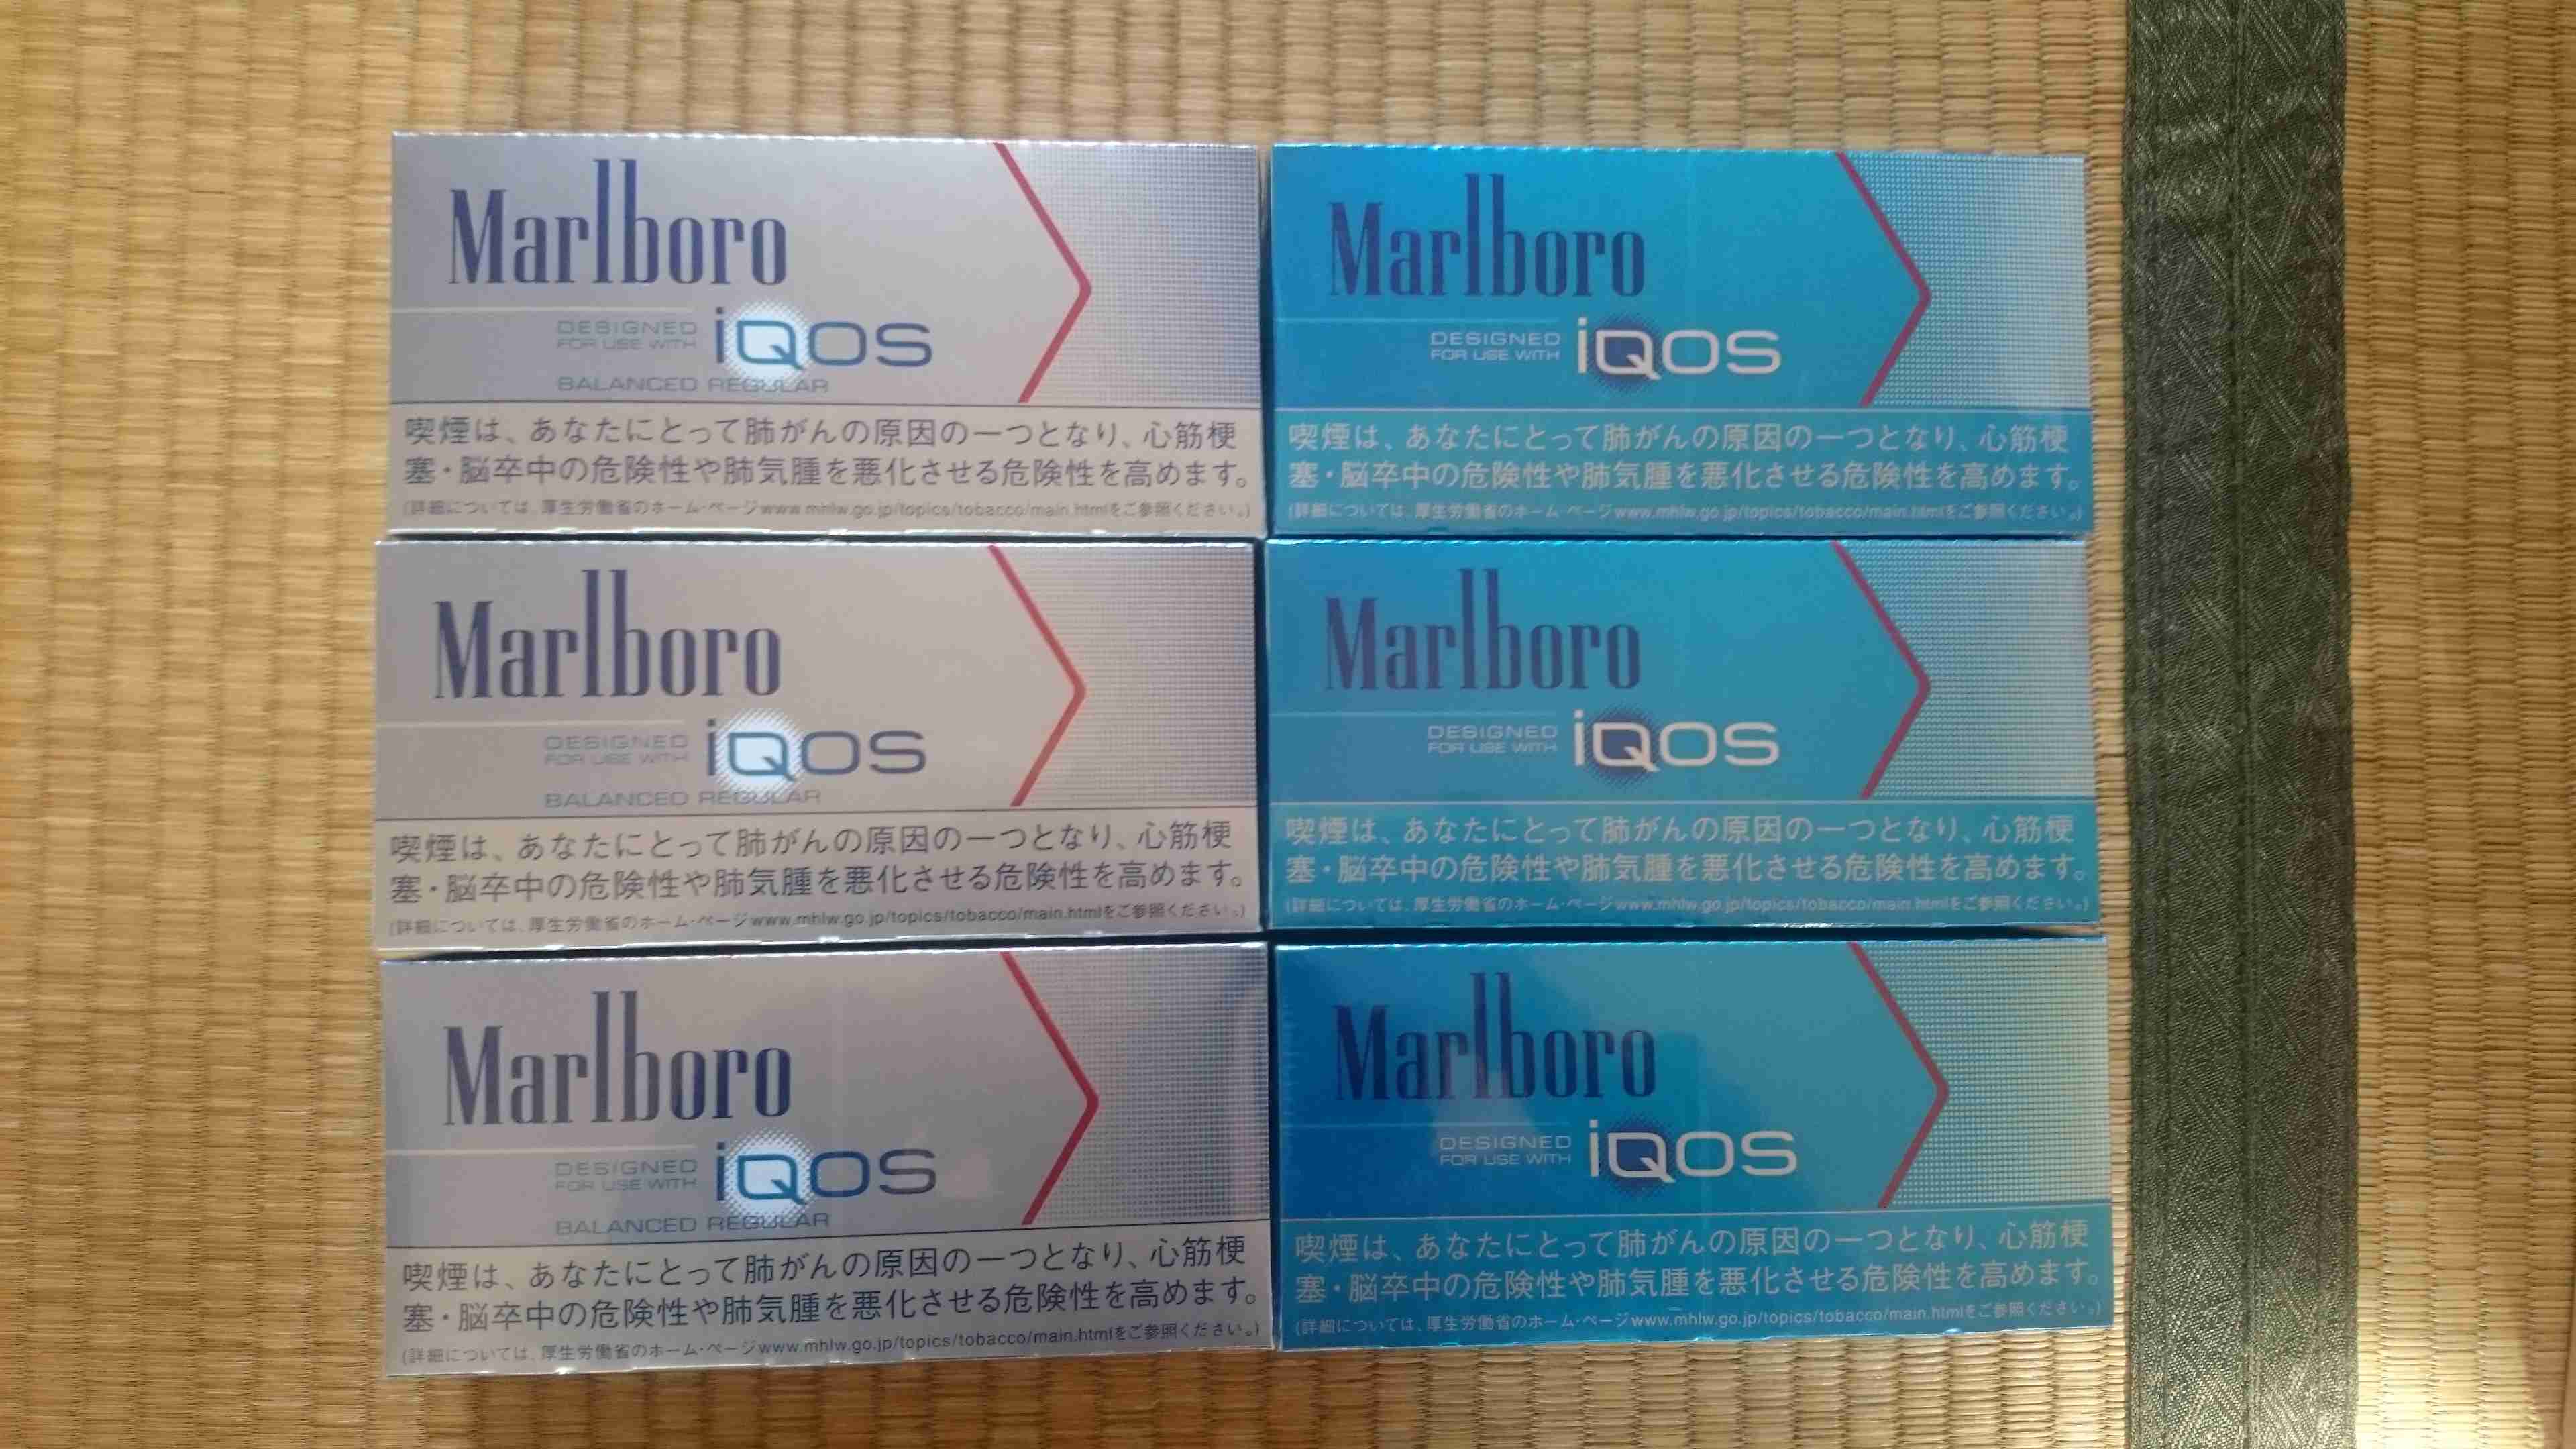 Marlboro
DESIGNED
FOR USE WITH
iQOS
BALANCED REGULAR
喫煙は、あなたにとって肺がんの原因の一つとなり、心筋梗
塞・脳卒中の危険性や肺気腫を悪化させる危険性を高めます。
(詳細については、厚生労働省のホーム・ページwww.mhlw.go.jp/topics/tobacco/main.htmlをご参照ください。)
Marlboro
DESIGNED
FOR USE WITH
iQOS
喫煙は、あなたにとって肺がんの原因の一つとなり、心筋梗
塞・脳卒中の危険性や肺気腫を悪化させる危険性を高めます。
(詳細については、厚生労働省のホーム・ページwww.mhlw.go.jp/topics/tobacco/main.htmlをご参照ください。)
Marlboro
DESIGNED
FOR USE WITH
iQOS
BALANCED REGULAR
喫煙は、あなたにとって肺がんの原因の一つとなり、心筋梗
塞・脳卒中の危険性や肺気腫を悪化させる危険性を高めます。
(詳細については、厚生労働省のホーム・ページwww.mhlw.go.jp/topics/tobacco/main.htmlをご参照ください。)
Marlboro
DESIGNED
FOR USE WITH
iQOS
喫煙は、あなたにとって肺がんの原因の一つとなり、心筋梗
塞・脳卒中の危険性や肺気腫を悪化させる危険性を高めます。
(詳細については、厚生労働省のホーム・ページwww.mhlw.go.jp/topics/tobacco/main.htmlをご参照ください。)
Marlboro
DESIGNED
FOR USE WITH
iQOS
BALANCED REGULAR
喫煙は、あなたにとって肺がんの原因の一つとなり、心筋梗
塞・脳卒中の危険性や肺気腫を悪化させる危険性を高めます。
(詳細については、厚生労働省のホーム・ページwww.mhlw.go.jp/topics/tobacco/main.htmlをご参照ください。)
Marlboro
DESIGNED
FOR USE WITH
iQOS
喫煙は、あなたにとって肺がんの原因の一つとなり、心筋梗
塞・脳卒中の危険性や肺気腫を悪化させる危険性を高めます。
(詳細については、厚生労働省のホーム・ページwww.mhlw.go.jp/topics/tobacco/main.htmlをご参照ください。)